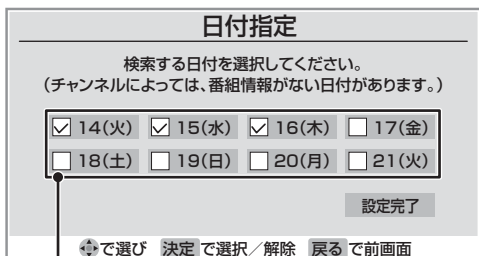 日付指定
検索する日付を選択してください。
（チャンネルによっては、番組情報がない日付があります。）
14(火) 15(水) 16(木) 17(金)
18(土) 19(日) 20(月) 21(火)
設定完了
で選び 決定 で選択／解除 戻る で前画面